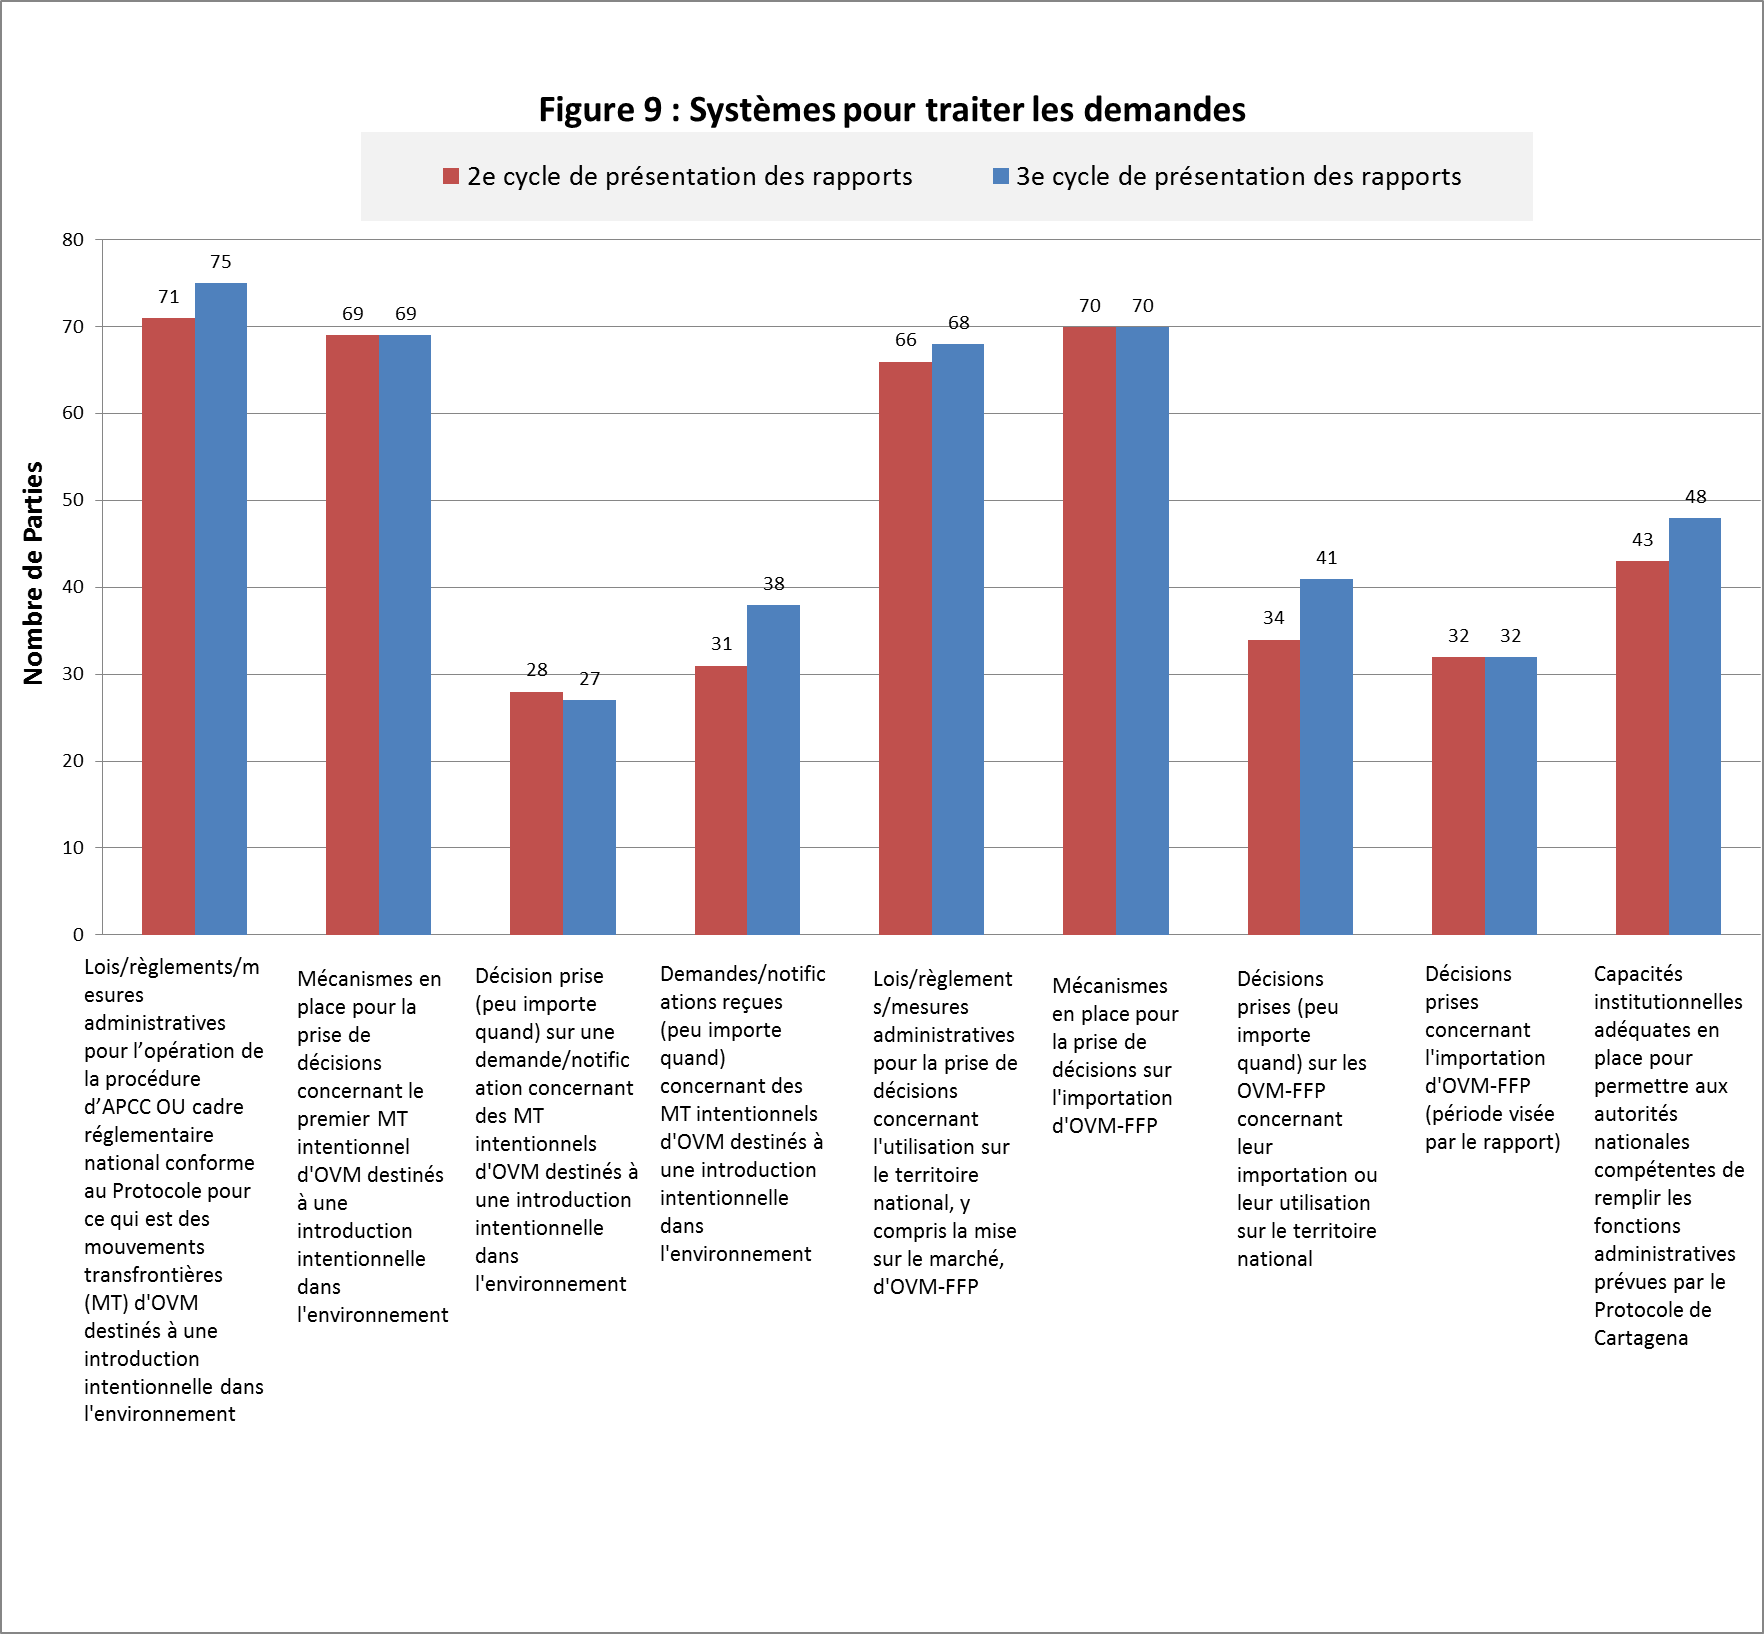 Figure 9 : Systèmes pour traiter les demandes
2e cycle de présentation des rapports
3e cycle de présentation des rapports
Nombre de Parties
80
70
60
50
40
30
20
10
0
71
75
69
69
28
27
31
38
66
68
70
70
34
41
32
32
43
48
Lois/règlements/m
esures
administratives
pour l’opération de
la procédure
d’APCC OU cadre
réglementaire
national conforme
au Protocole pour
ce qui est des
mouvements
transfrontières
(MT) d'OVM
destinés à une
introduction
intentionnelle dans
l'environnement
Mécanismes en
place pour la
prise de
décisions
concernant le
premier MT
intentionnel
d'OVM destinés
à une
introduction
intentionnelle
dans
l'environnement
Décision prise
(peu importe
quand) sur une
demande/notific
ation concernant
des MT
intentionnels
d'OVM destinés à
une introduction
intentionnelle
dans
l'environnement
Demandes/notific
ations reçues
(peu importe
quand)
concernant des
MT intentionnels
d'OVM destinés à
une introduction
intentionnelle
dans
l'environnement
Lois/règlement
s/mesures
administratives
pour la prise de
décisions
concernant
l'utilisation sur
le territoire
national, y
compris la mise
sur le marché,
d'OVM-FFP
Mécanismes
en place pour
la prise de
décisions sur
l'importation
d'OVM-FFP
Décisions
prises (peu
importe
quand) sur les
OVM-FFP
concernant
leur
importation ou
leur utilisation
sur le territoire
national
Décisions
prises
concernant
l'importation
d'OVM-FFP
(période visée
par le rapport)
Capacités
institutionnelles
adéquates en
place pour
permettre aux
autorités
nationales
compétentes de
remplir les
fonctions
administratives
prévues par le
Protocole de
Cartagena